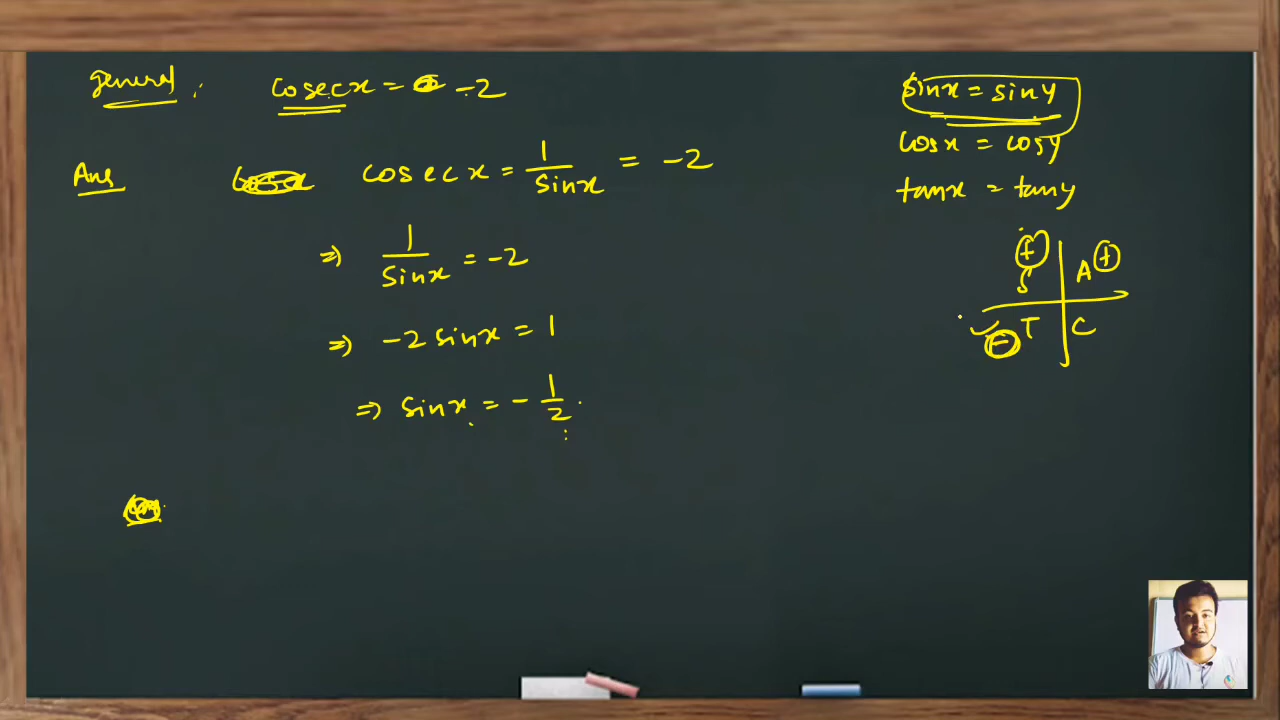 general :
cosecx = -2
Ans
cosecx = 1/sinx = -2
⇒ 1/sinx = -2
⇒ -2 sinx = 1
⇒ sinx = - 1/2
sinx = siny
cosx = cosy
tanx = tany
+ A +
S
- T C